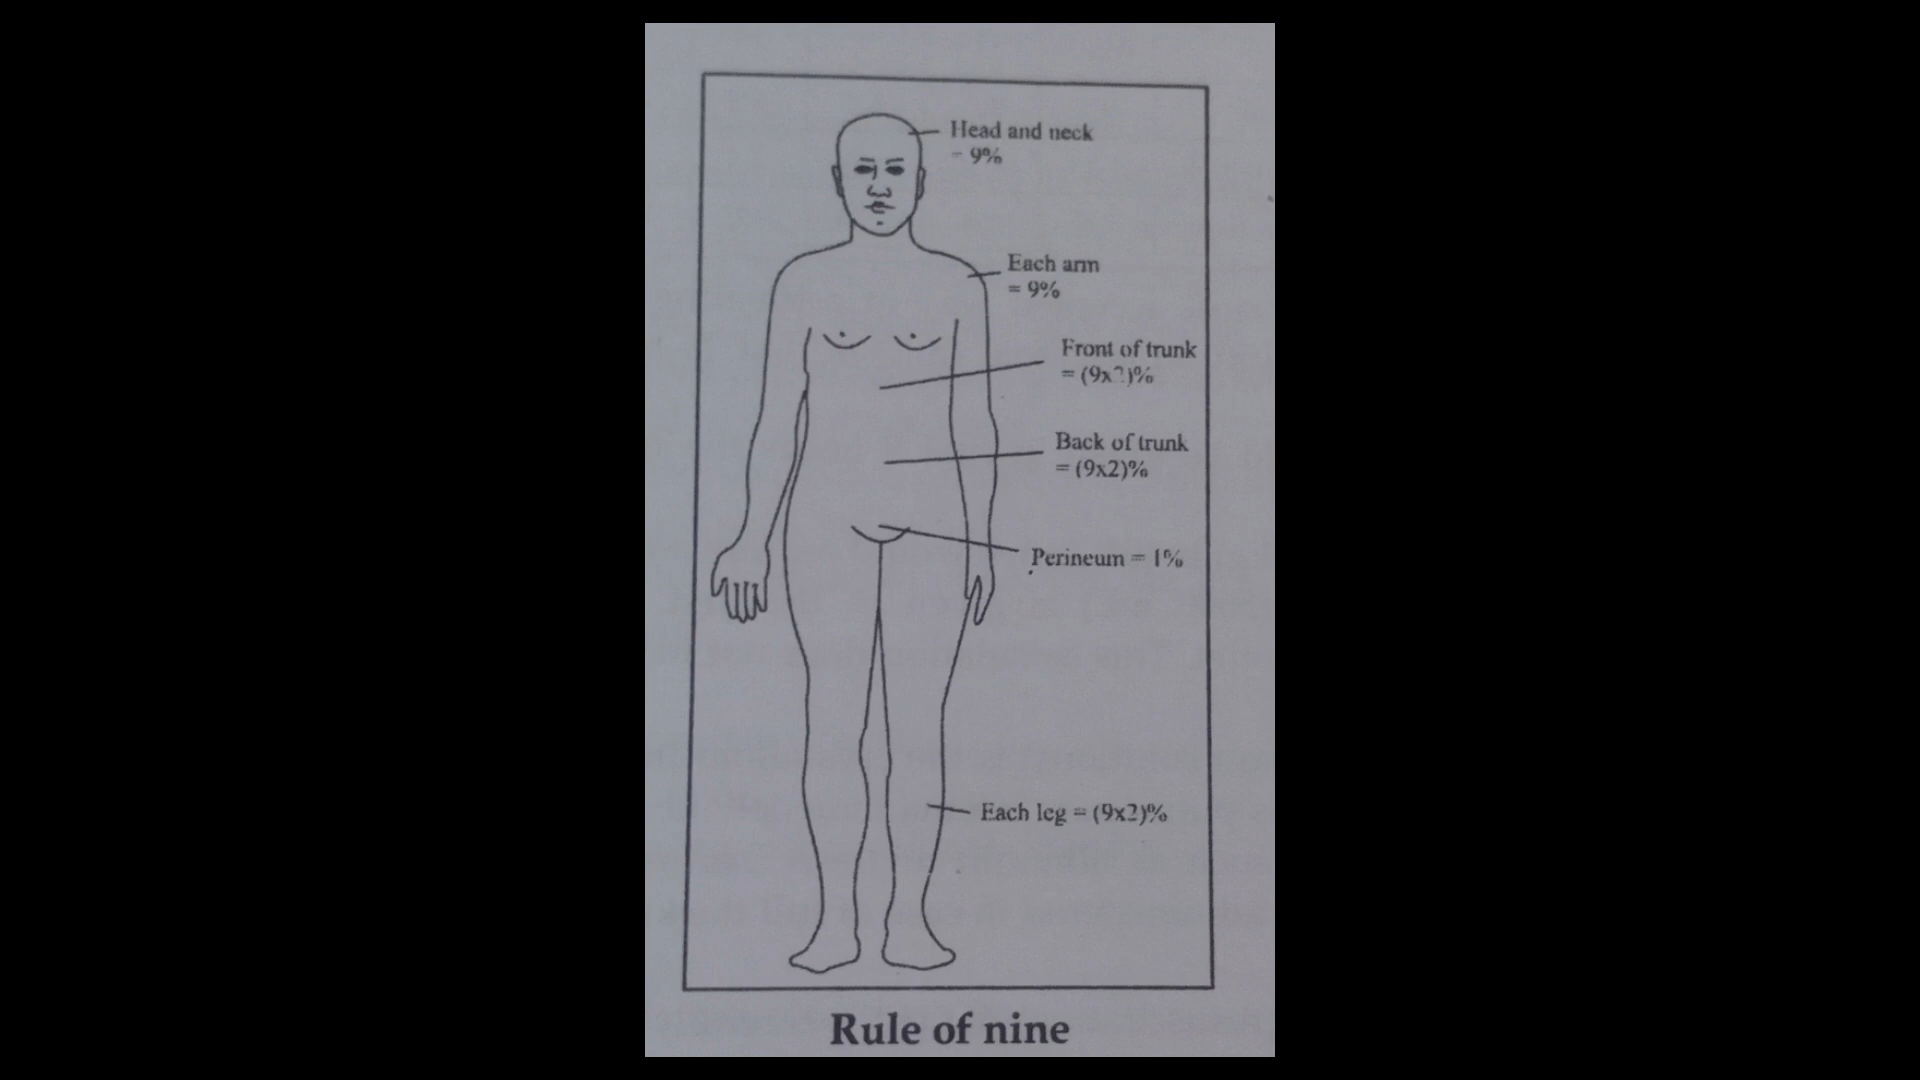 Head and neck
= 9%
Each arm
= 9%
Front of trunk
= (9x2)%
Back of trunk
= (9x2)%
Perineum = 1%
Each leg = (9x2)%
Rule of nine